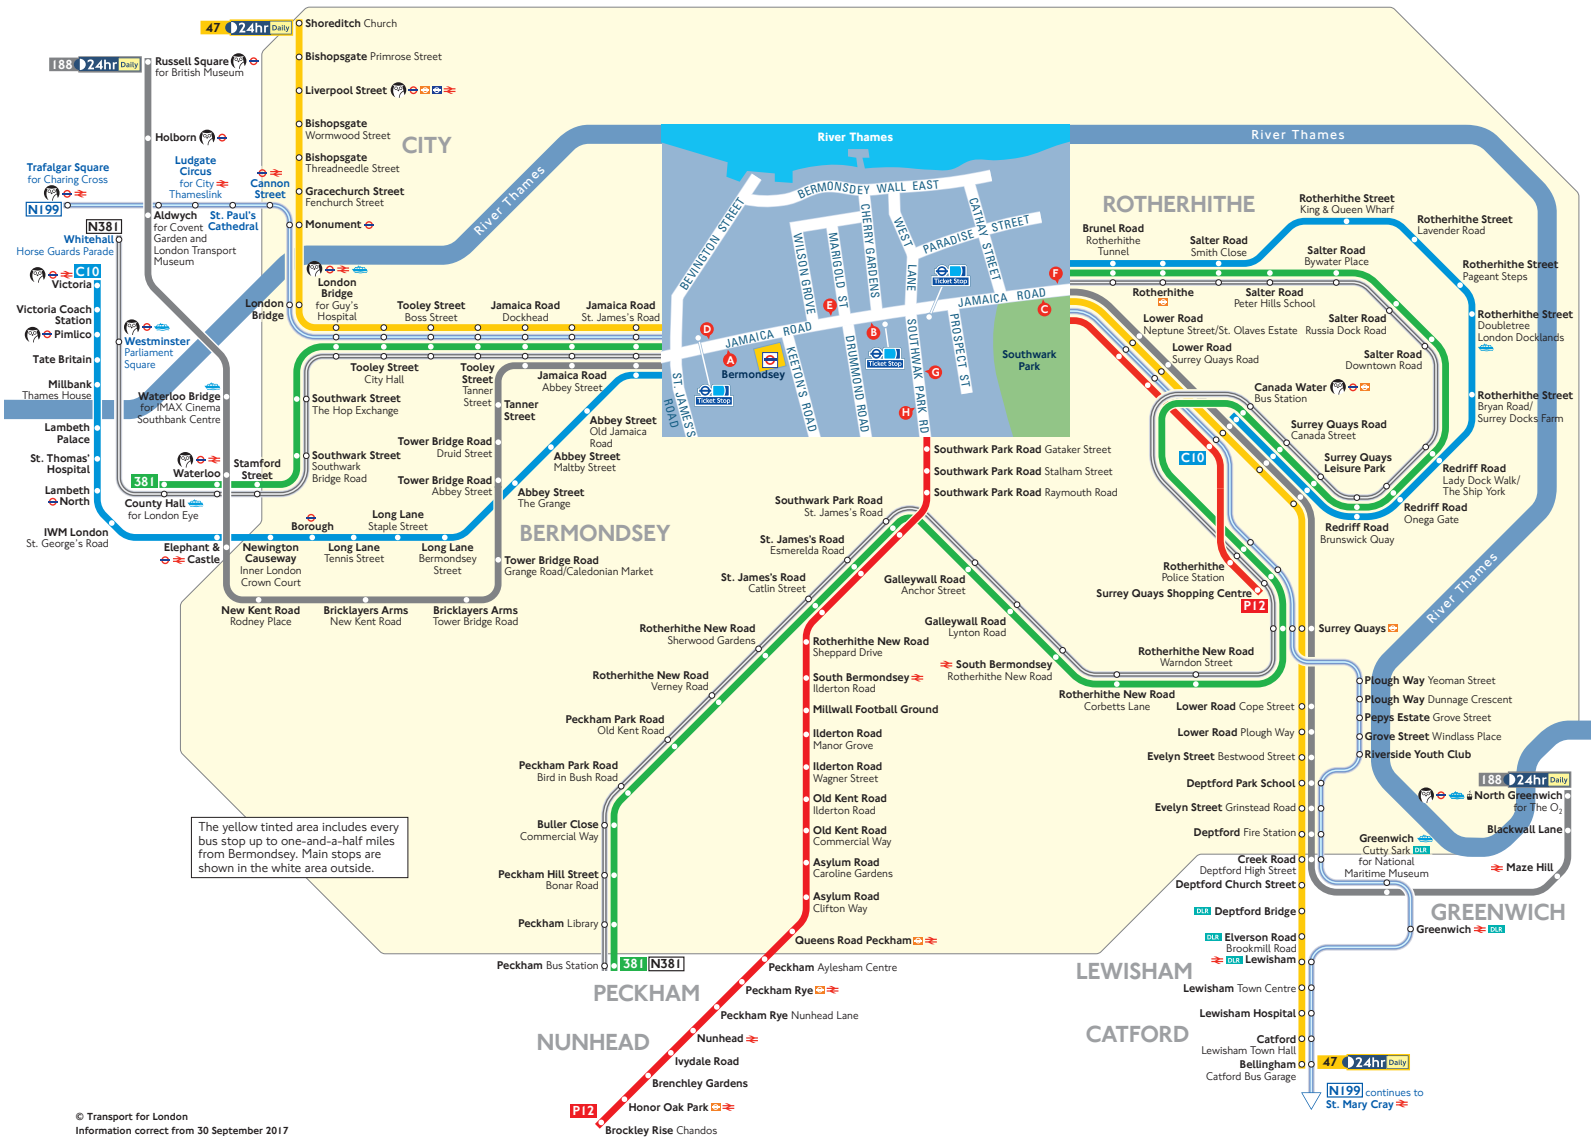 47 24hr Daily
Shoreditch Church
Bishopsgate Primrose Street
Liverpool Street
Bishopsgate
Wormwood Street
Bishopsgate
Threadneedle Street
Gracechurch Street
Fenchurch Street
Monument
CITY
188 24hr Daily
Russell Square
for British Museum
Holborn
Trafalgar Square
for Charing Cross
N199
Ludgate
Circus
for City
Thameslink
Cannon
Street
St. Paul's
Cathedral
Aldwych
for Covent
Garden and
London Transport
Museum
N381
Whitehall
Horse Guards Parade
C10
Victoria
Victoria Coach
Station
Pimlico
Tate Britain
Millbank
Thames House
Lambeth
Palace
St. Thomas'
Hospital
Lambeth
North
IWM London
St. George's Road
Westminster
Parliament
Square
Waterloo Bridge
for IMAX Cinema
Southbank Centre
Waterloo
381
County Hall
for London Eye
Stamford
Street
Elephant &
Castle
London
Bridge
London
Bridge
for Guy's
Hospital
Tooley Street
Boss Street
Jamaica Road
Dockhead
Jamaica Road
St. James's Road
Tooley Street
City Hall
Tooley
Street
Tanner
Street
Jamaica Road
Abbey Street
Southwark Street
The Hop Exchange
Southwark Street
Southwark
Bridge Road
Tanner
Street
Tower Bridge Road
Druid Street
Tower Bridge Road
Abbey Street
Abbey Street
Old Jamaica
Road
Abbey Street
Maltby Street
Abbey Street
The Grange
Borough
Long Lane
Staple Street
Newington
Causeway
Inner London
Crown Court
Long Lane
Tennis Street
Long Lane
Bermondsey
Street
Tower Bridge Road
Grange Road/Caledonian Market
New Kent Road
Rodney Place
Bricklayers Arms
New Kent Road
Bricklayers Arms
Tower Bridge Road
BERMONDSEY
River Thames
River Thames
River Thames
River Thames
BERMONSDEY WALL EAST
BEVINGTON STREET
WILSON GROVE
MARIGOLD ST
CHERRY GARDENS
WEST
LANE
PARADISE STREET
CATHAY STREET
JAMAICA ROAD
JAMAICA ROAD
ST. JAMES'S
ROAD
KEETON'S ROAD
DRUMMOND ROAD
SOUTHWARK PARK RD
PROSPECT ST
Ticket Stop
Ticket Stop
Ticket Stop
Bermondsey
Southwark
Park
A
B
C
D
E
F
G
H
ROTHERHITHE
Brunel Road
Rotherhithe
Tunnel
Salter Road
Smith Close
Rotherhithe Street
King & Queen Wharf
Rotherhithe Street
Lavender Road
Salter Road
Bywater Place
Rotherhithe Street
Pageant Steps
Rotherhithe
Salter Road
Peter Hills School
Lower Road
Neptune Street/St. Olaves Estate
Salter Road
Russia Dock Road
Rotherhithe Street
Doubletree
London Docklands
Lower Road
Surrey Quays Road
Salter Road
Downtown Road
Canada Water
Bus Station
Rotherhithe Street
Bryan Road/
Surrey Docks Farm
Surrey Quays Road
Canada Street
C10
Surrey Quays
Leisure Park
Redriff Road
Lady Dock Walk/
The Ship York
Redriff Road
Onega Gate
Redriff Road
Brunswick Quay
Rotherhithe
Police Station
Surrey Quays Shopping Centre
P12
Surrey Quays
Southwark Park Road Gataker Street
Southwark Park Road Stalham Street
Southwark Park Road Raymouth Road
Southwark Park Road
St. James's Road
St. James's Road
Esmerelda Road
St. James's Road
Catlin Street
Rotherhithe New Road
Sherwood Gardens
Rotherhithe New Road
Verney Road
Peckham Park Road
Old Kent Road
Peckham Park Road
Bird in Bush Road
Buller Close
Commercial Way
Peckham Hill Street
Bonar Road
Peckham Library
Peckham Bus Station
381 N381
PECKHAM
Galleywall Road
Anchor Street
Galleywall Road
Lynton Road
South Bermondsey
Rotherhithe New Road
Rotherhithe New Road
Warndon Street
Rotherhithe New Road
Corbetts Lane
Rotherhithe New Road
Sheppard Drive
South Bermondsey
Ilderton Road
Millwall Football Ground
Ilderton Road
Manor Grove
Ilderton Road
Wagner Street
Old Kent Road
Ilderton Road
Old Kent Road
Commercial Way
Asylum Road
Caroline Gardens
Asylum Road
Clifton Way
Queens Road Peckham
Peckham Aylesham Centre
Peckham Rye
Peckham Rye Nunhead Lane
NUNHEAD
Nunhead
Ivydale Road
Brenchley Gardens
Honor Oak Park
P12
Brockley Rise Chandos
Plough Way Yeoman Street
Plough Way Dunnage Crescent
Pepys Estate Grove Street
Grove Street Windlass Place
Riverside Youth Club
Lower Road Cope Street
Lower Road Plough Way
Evelyn Street Bestwood Street
Deptford Park School
Evelyn Street Grinstead Road
Deptford Fire Station
Creek Road
Deptford High Street
Deptford Church Street
DLR Deptford Bridge
DLR Elverson Road
Brookmill Road
DLR Lewisham
LEWISHAM
Lewisham Town Centre
Lewisham Hospital
CATFORD
Catford
Lewisham Town Hall
Bellingham
Catford Bus Garage
47 24hr Daily
N199 continues to
St. Mary Cray
188 24hr Daily
North Greenwich
for The O2
Blackwall Lane
Maze Hill
Greenwich
Cutty Sark DLR
for National
Maritime Museum
GREENWICH
Greenwich DLR
The yellow tinted area includes every
bus stop up to one-and-a-half miles
from Bermondsey. Main stops are
shown in the white area outside.
© Transport for London
Information correct from 30 September 2017